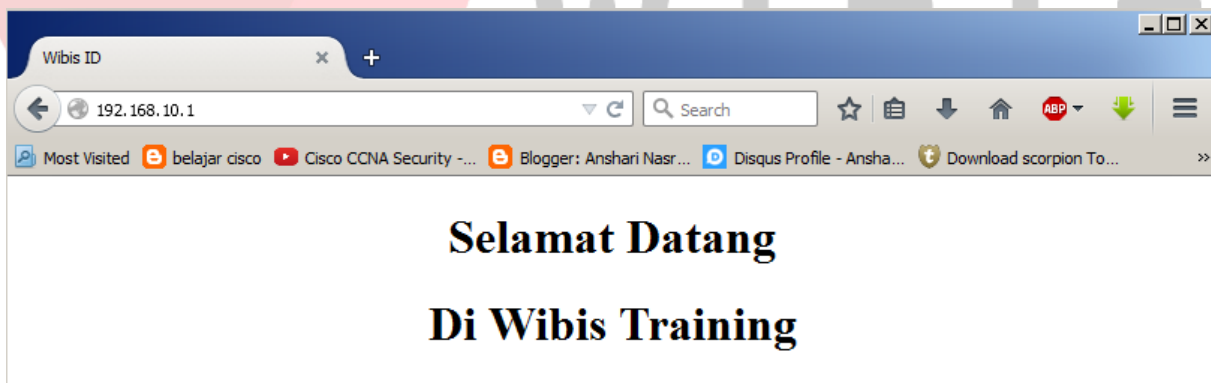 Wibis ID
192.168.10.1
Search
ABP
Most Visited belajar cisco Cisco CCNA Security -... Blogger: Anshari Nasr... Disqus Profile - Ansha... Download scorpion To...
Selamat Datang
Di Wibis Training